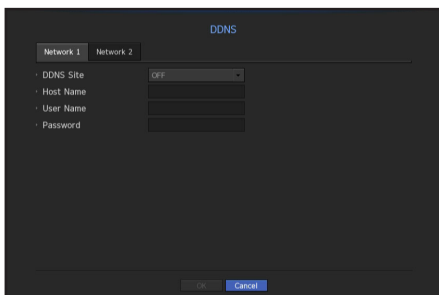 DDNS
Network 1 Network 2
DDNS Site OFF
Host Name
User Name
Password
OK Cancel